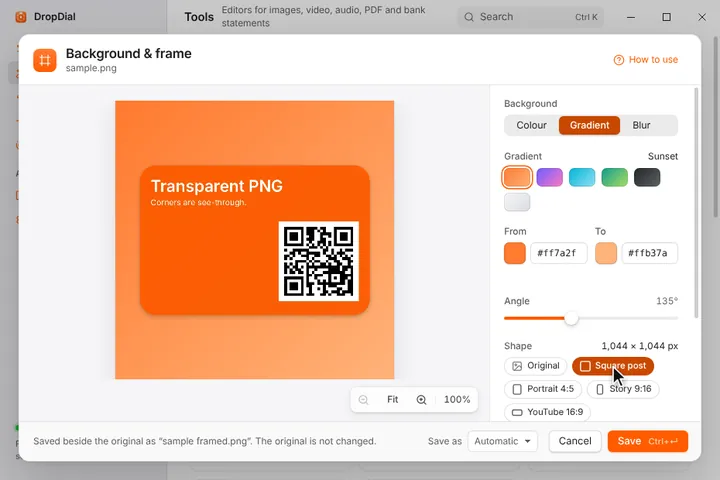 DropDial
Tools
Editors for images, video, audio, PDF and bank
statements
Search
Ctrl K
Background & frame
sample.png
How to use
Transparent PNG
Corners are see-through.
Background
Colour
Gradient
Blur
Gradient
Sunset
From
To
#ff7a2f
#ffb37a
Angle
135°
Shape
1,044 × 1,044 px
Original
Square post
Portrait 4:5
Story 9:16
YouTube 16:9
Fit
100%
Saved beside the original as “sample framed.png”. The original is not changed.
Save as
Automatic
Cancel
Save
Ctrl+↵